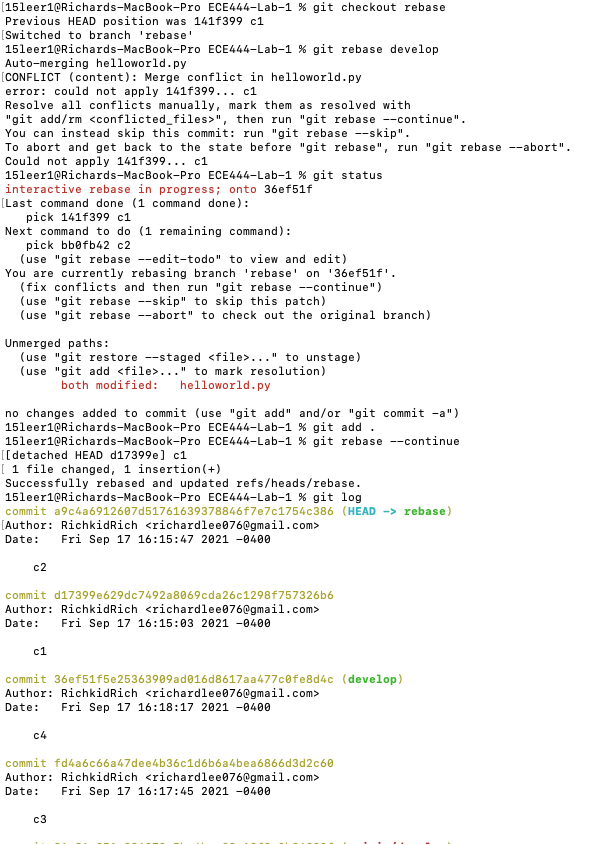 15leer1@Richards-MacBook-Pro ECE444-Lab-1 % git checkout rebase
Previous HEAD position was 141f399 c1
Switched to branch 'rebase'
15leer1@Richards-MacBook-Pro ECE444-Lab-1 % git rebase develop
Auto-merging helloworld.py
CONFLICT (content): Merge conflict in helloworld.py
error: could not apply 141f399... c1
Resolve all conflicts manually, mark them as resolved with
"git add/rm <conflicted_files>", then run "git rebase --continue".
You can instead skip this commit: run "git rebase --skip".
To abort and get back to the state before "git rebase", run "git rebase --abort".
Could not apply 141f399... c1
15leer1@Richards-MacBook-Pro ECE444-Lab-1 % git status
interactive rebase in progress; onto 36ef51f
Last command done (1 command done):
   pick 141f399 c1
Next command to do (1 remaining command):
   pick bb0fb42 c2
  (use "git rebase --edit-todo" to view and edit)
You are currently rebasing branch 'rebase' on '36ef51f'.
  (fix conflicts and then run "git rebase --continue")
  (use "git rebase --skip" to skip this patch)
  (use "git rebase --abort" to check out the original branch)

Unmerged paths:
  (use "git restore --staged <file>..." to unstage)
  (use "git add <file>..." to mark resolution)
        both modified:   helloworld.py

no changes added to commit (use "git add" and/or "git commit -a")
15leer1@Richards-MacBook-Pro ECE444-Lab-1 % git add .
15leer1@Richards-MacBook-Pro ECE444-Lab-1 % git rebase --continue
[detached HEAD d17399e] c1
 1 file changed, 1 insertion(+)
Successfully rebased and updated refs/heads/rebase.
15leer1@Richards-MacBook-Pro ECE444-Lab-1 % git log
commit a9c4a6912607d51761639378846f7e7c1754c386 (HEAD -> rebase)
Author: RichkidRich <richardlee076@gmail.com>
Date:   Fri Sep 17 16:15:47 2021 -0400

    c2

commit d17399e629dc7492a8069cda26c1298f757326b6
Author: RichkidRich <richardlee076@gmail.com>
Date:   Fri Sep 17 16:15:03 2021 -0400

    c1

commit 36ef51f5e25363909ad016d8617aa477c0fe8d4c (develop)
Author: RichkidRich <richardlee076@gmail.com>
Date:   Fri Sep 17 16:18:17 2021 -0400

    c4

commit fd4a6c66a47dee4b36c1d6b6a4bea6866d3d2c60
Author: RichkidRich <richardlee076@gmail.com>
Date:   Fri Sep 17 16:17:45 2021 -0400

    c3